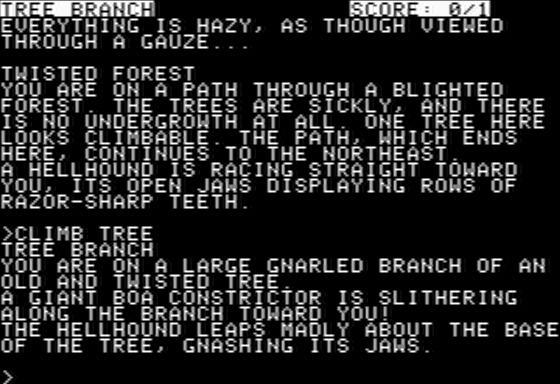 TREE BRANCH SCORE: 0/1
EVERYTHING IS HAZY, AS THOUGH VIEWED
THROUGH A GAUZE...
TWISTED FOREST
YOU ARE ON A PATH THROUGH A BLIGHTED
FOREST. THE TREES ARE SICKLY, AND THERE
IS NO UNDERGROWTH AT ALL. ONE TREE HERE
LOOKS CLIMBABLE. THE PATH, WHICH ENDS
HERE, CONTINUES TO THE NORTHEAST.
A HELLHOUND IS RACING STRAIGHT TOWARD
YOU, ITS OPEN JAWS DISPLAYING ROWS OF
RAZOR-SHARP TEETH.
>CLIMB TREE
TREE BRANCH
YOU ARE ON A LARGE GNARLED BRANCH OF AN
OLD AND TWISTED TREE.
A GIANT BOA CONSTRICTOR IS SLITHERING
ALONG THE BRANCH TOWARD YOU!
THE HELLHOUND LEAPS MADLY ABOUT THE BASE
OF THE TREE, GNASHING ITS JAWS.
>